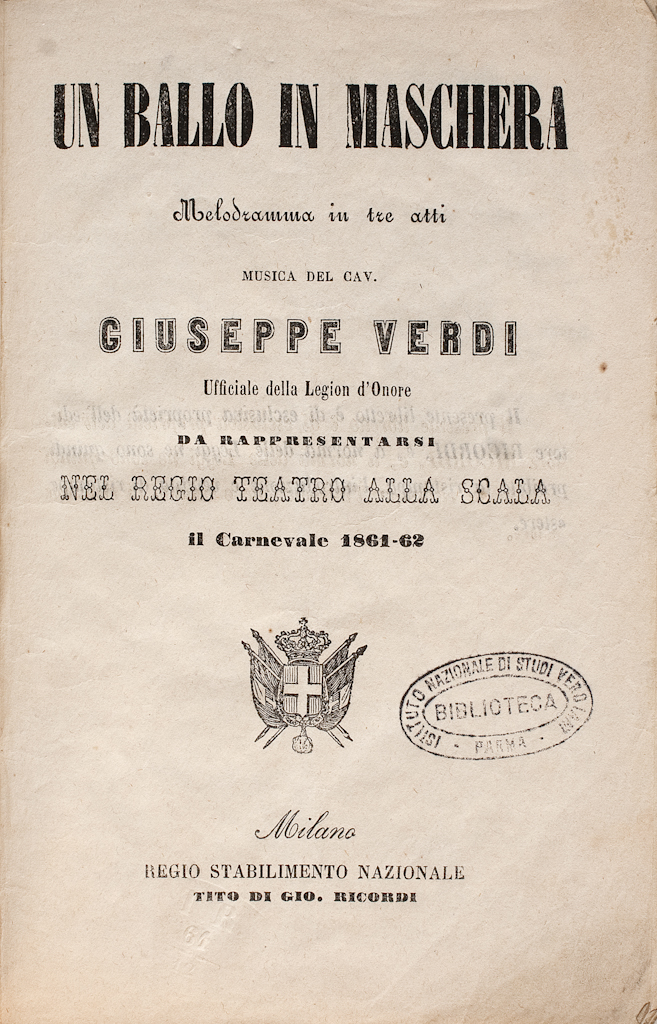 UN BALLO IN MASCHERA
Melodramma in tre atti
MUSICA DEL CAV.
GIUSEPPE VERDI
Ufficiale della Legion d'Onore
DA RAPPRESENTARSI
NEL REGIO TEATRO ALLA SCALA
il Carnevale 1861-62
ISTITUTO NAZIONALE DI STUDI VERDIANI
BIBLIOTECA
- PARMA -
Milano
REGIO STABILIMENTO NAZIONALE
TITO DI GIO. RICORDI